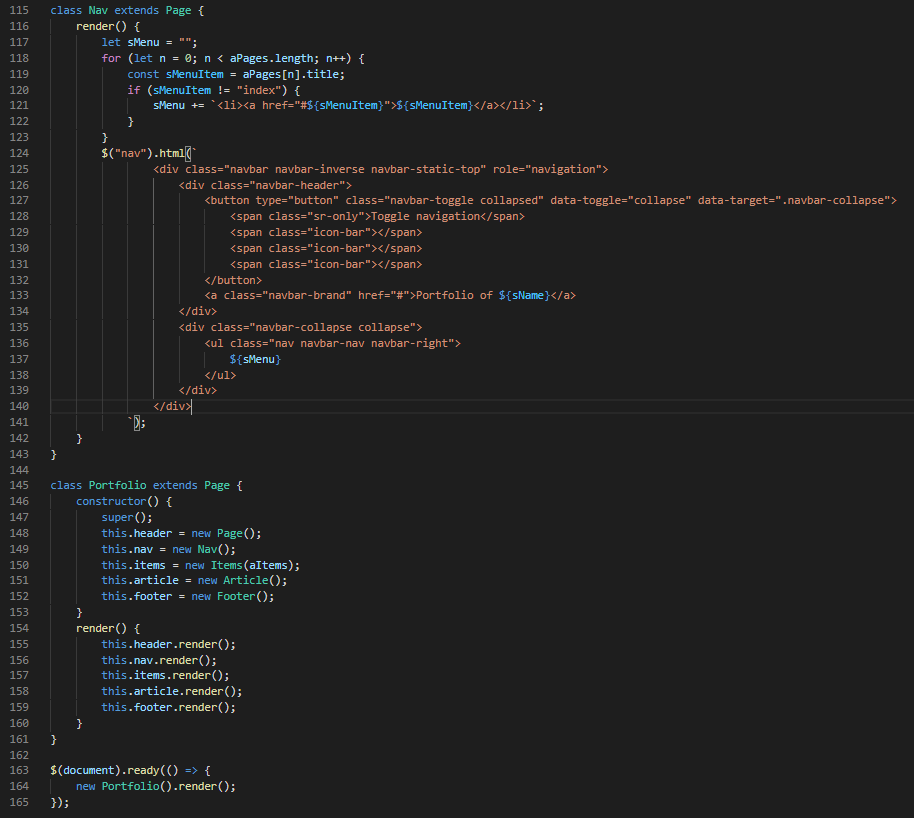 115 class Nav extends Page {
116     render() {
117         let sMenu = "";
118         for (let n = 0; n < aPages.length; n++) {
119             const sMenuItem = aPages[n].title;
120             if (sMenuItem != "index") {
121                 sMenu += `<li><a href="#${sMenuItem}">${sMenuItem}</a></li>`;
122             }
123         }
124         $("nav").html(`
125                 <div class="navbar navbar-inverse navbar-static-top" role="navigation">
126                     <div class="navbar-header">
127                         <button type="button" class="navbar-toggle collapsed" data-toggle="collapse" data-target=".navbar-collapse">
128                             <span class="sr-only">Toggle navigation</span>
129                             <span class="icon-bar"></span>
130                             <span class="icon-bar"></span>
131                             <span class="icon-bar"></span>
132                         </button>
133                         <a class="navbar-brand" href="#">Portfolio of ${sName}</a>
134                     </div>
135                     <div class="navbar-collapse collapse">
136                         <ul class="nav navbar-nav navbar-right">
137                             ${sMenu}
138                         </ul>
139                     </div>
140                 </div>
141             `);
142     }
143 }
144
145 class Portfolio extends Page {
146     constructor() {
147         super();
148         this.header = new Page();
149         this.nav = new Nav();
150         this.items = new Items(aItems);
151         this.article = new Article();
152         this.footer = new Footer();
153     }
154     render() {
155         this.header.render();
156         this.nav.render();
157         this.items.render();
158         this.article.render();
159         this.footer.render();
160     }
161 }
162
163 $(document).ready(() => {
164     new Portfolio().render();
165 });